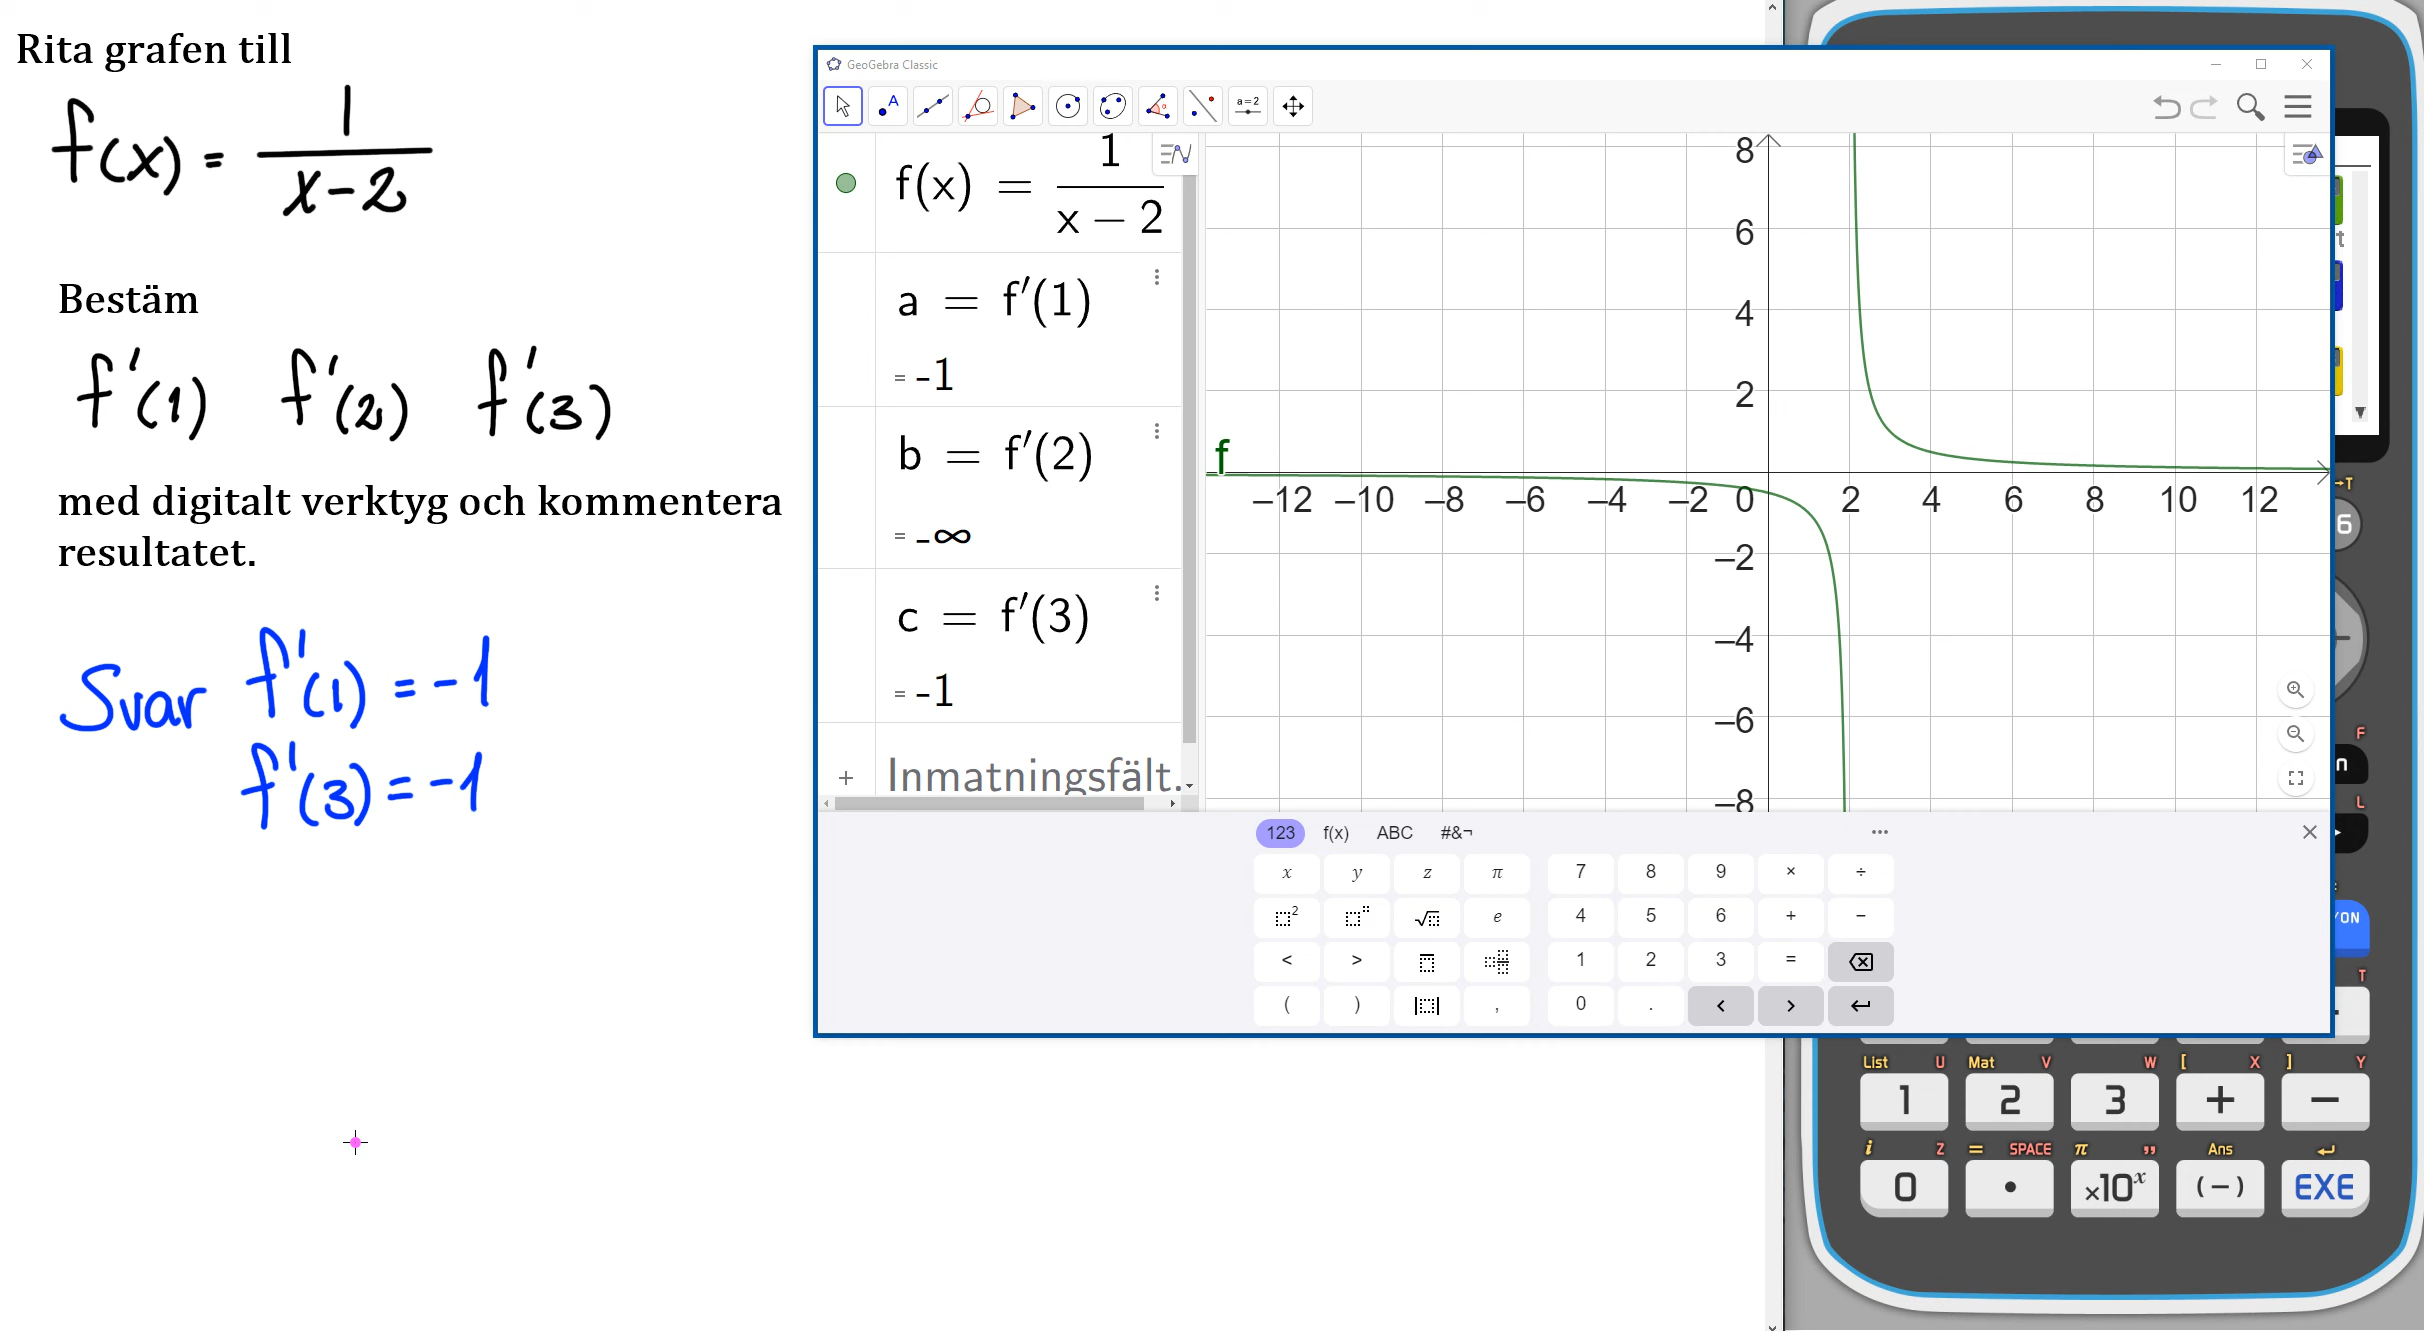 Rita grafen till
f(x) = 1/(x-2)
Bestäm
f'(1) f'(2) f'(3)
med digitalt verktyg och kommentera
resultatet.
Svar f'(1) = -1
f'(3) = -1
GeoGebra Classic
A
a=2
f(x) = 1/(x − 2)
a = f′(1)
= -1
b = f′(2)
= -∞
c = f′(3)
= -1
+ Inmatningsfält.
f
8
6
4
2
−12 −10 −8 −6 −4 −2 0 2 4 6 8 10 12
−2
−4
−6
−8
123 f(x) ABC #&¬
x y z π 7 8 9 × ÷
√ e 4 5 6 + −
< > 1 2 3 =
( ) , 0 . < >
t
→T
6
F
n
L
/ON
T
List U Mat V W [ X ] Y
1 2 3 + −
i Z = SPACE π " Ans
0 • ×10ˣ (−) EXE